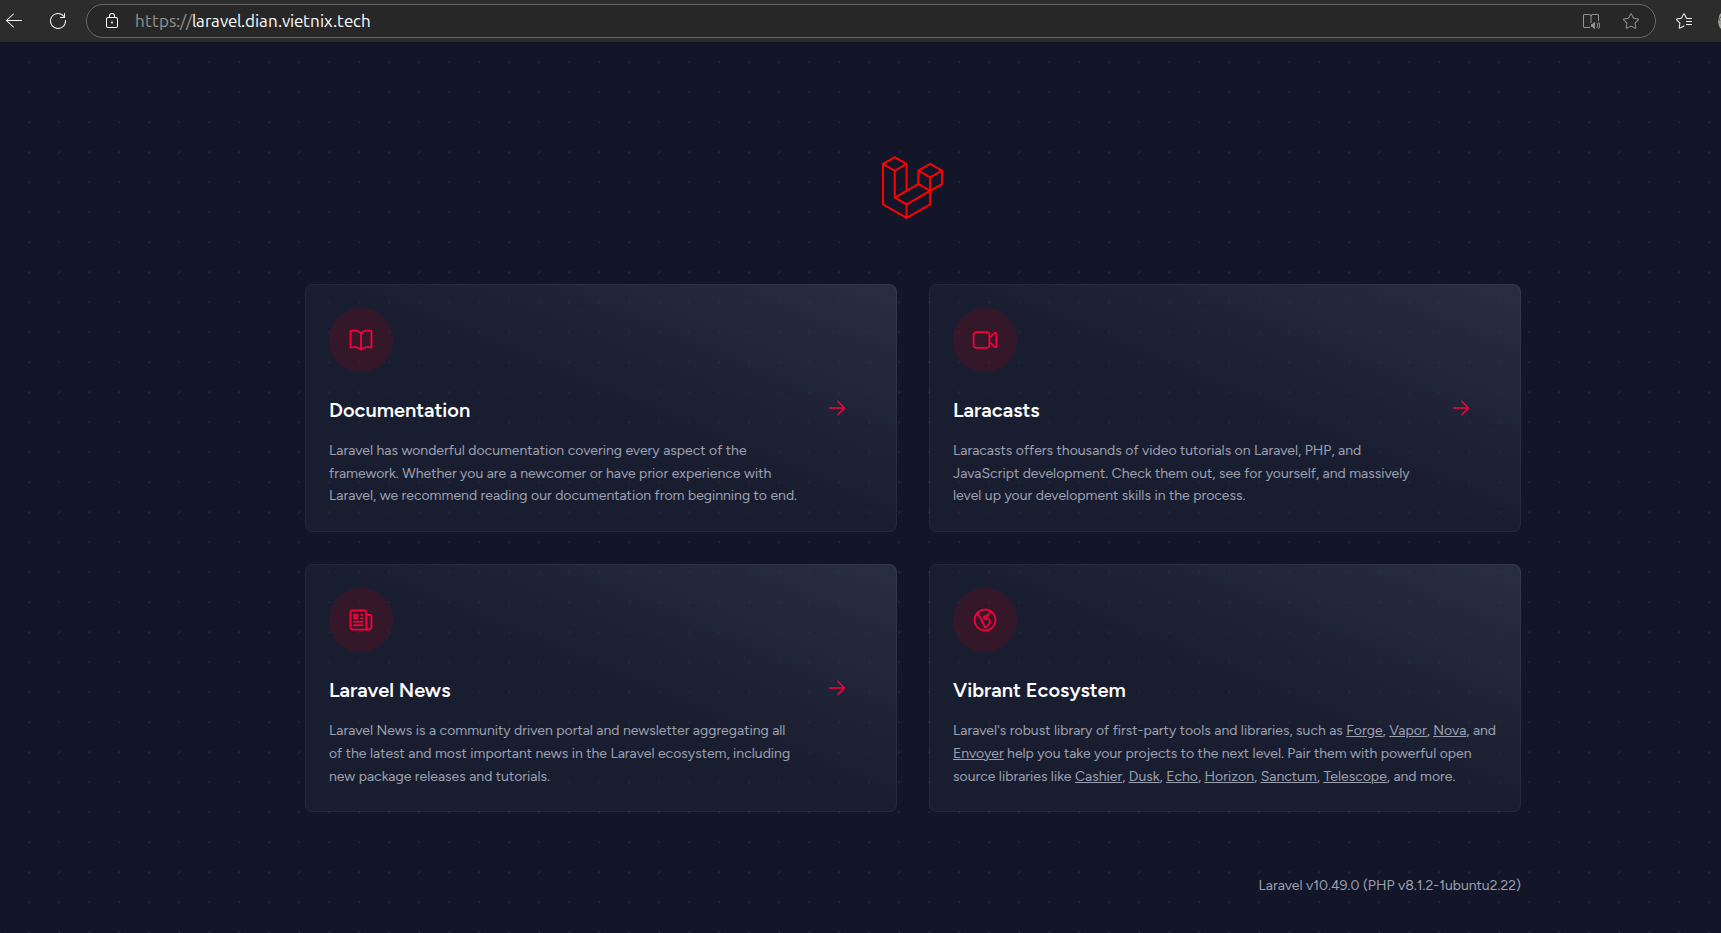 https://laravel.dian.vietnix.tech
Documentation
Laravel has wonderful documentation covering every aspect of the
framework. Whether you are a newcomer or have prior experience with
Laravel, we recommend reading our documentation from beginning to end.
Laracasts
Laracasts offers thousands of video tutorials on Laravel, PHP, and
JavaScript development. Check them out, see for yourself, and massively
level up your development skills in the process.
Laravel News
Laravel News is a community driven portal and newsletter aggregating all
of the latest and most important news in the Laravel ecosystem, including
new package releases and tutorials.
Vibrant Ecosystem
Laravel's robust library of first-party tools and libraries, such as Forge, Vapor, Nova, and
Envoyer help you take your projects to the next level. Pair them with powerful open
source libraries like Cashier, Dusk, Echo, Horizon, Sanctum, Telescope, and more.
Laravel v10.49.0 (PHP v8.1.2-1ubuntu2.22)